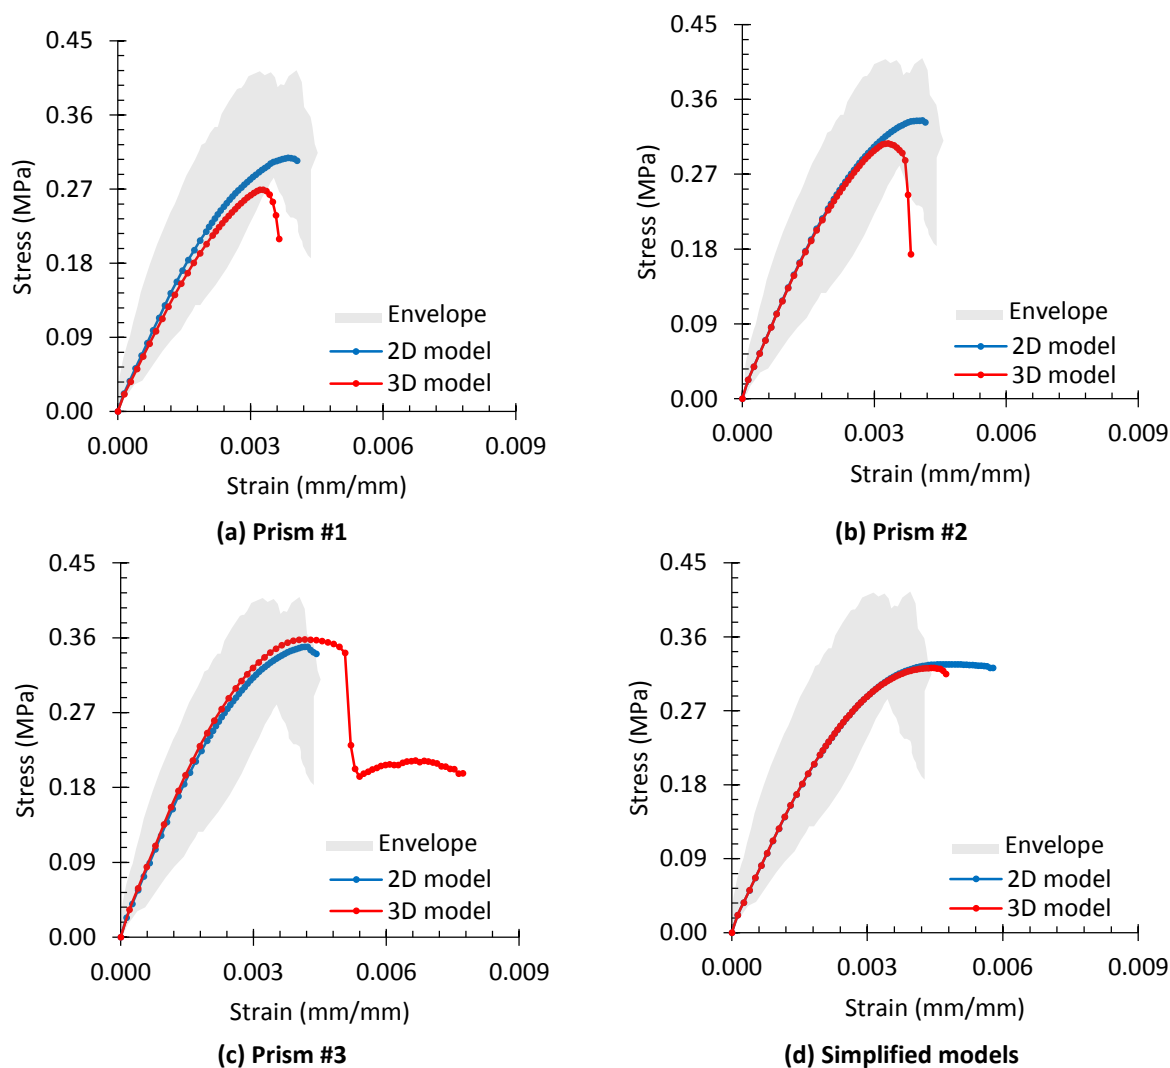 0.45
0.36
0.27
0.18
0.09
0.00
Stress (MPa)
Envelope
2D model
3D model
0.000 0.003 0.006 0.009
Strain (mm/mm)
(a) Prism #1
0.45
0.36
0.27
0.18
0.09
0.00
Stress (MPa)
Envelope
2D model
3D model
0.000 0.003 0.006 0.009
Strain (mm/mm)
(b) Prism #2
0.45
0.36
0.27
0.18
0.09
0.00
Stress (MPa)
Envelope
2D model
3D model
0.000 0.003 0.006 0.009
Strain (mm/mm)
(c) Prism #3
0.45
0.36
0.27
0.18
0.09
0.00
Stress (MPa)
Envelope
2D model
3D model
0.000 0.003 0.006 0.009
Strain (mm/mm)
(d) Simplified models